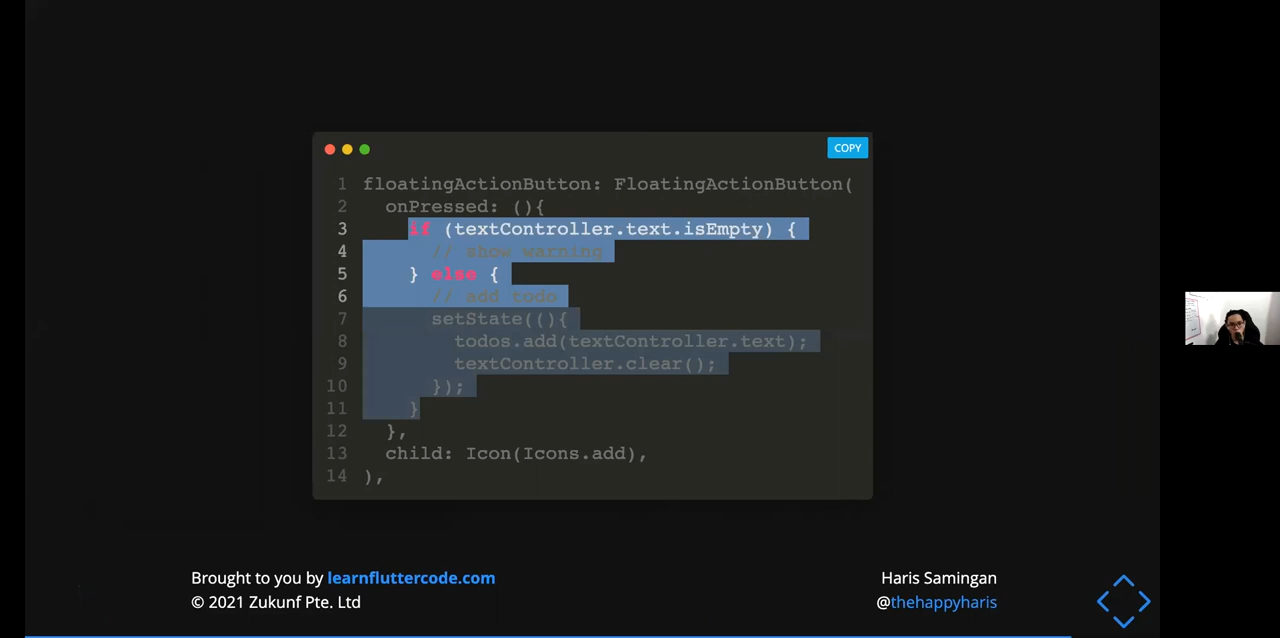 COPY
1 floatingActionButton: FloatingActionButton(
2 onPressed: (){
3 if (textController.text.isEmpty) {
4 // show warning
5 } else {
6 // add todo
7 setState((){
8 todos.add(textController.text);
9 textController.clear();
10 });
11 }
12 },
13 child: Icon(Icons.add),
14 ),
Brought to you by learnfluttercode.com
© 2021 Zukunf Pte. Ltd
Haris Samingan
@thehappyharis